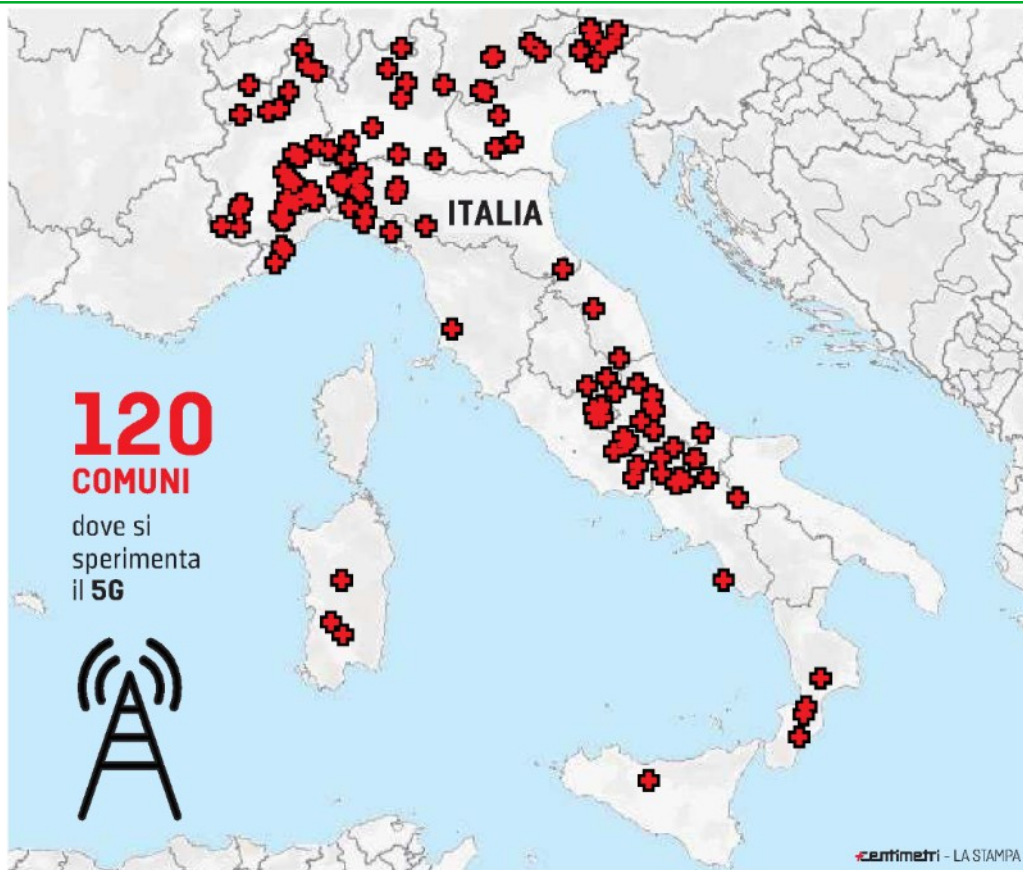 ITALIA
120
COMUNI
dove si
sperimenta
il 5G
centimetri - LA STAMPA